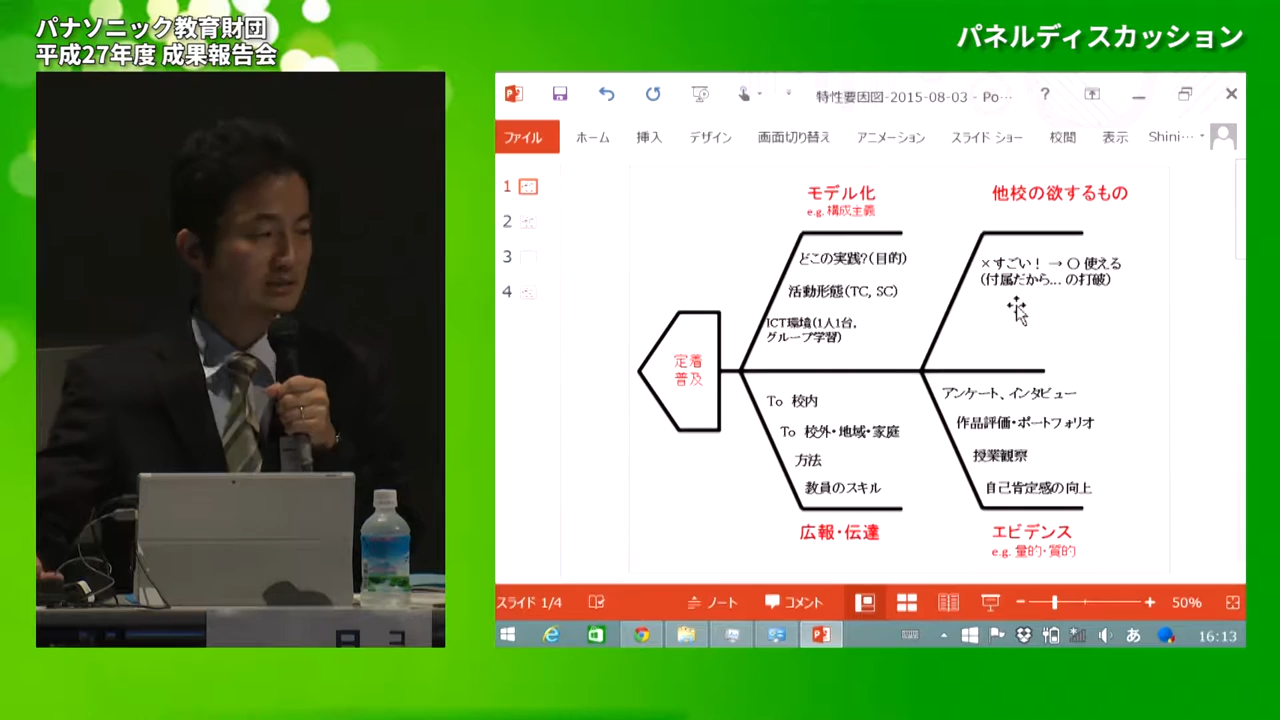 パナソニック教育財団
平成27年度 成果報告会
パネルディスカッション
特性要因図-2015-08-03 - Po...
?
ファイル
ホーム
挿入
デザイン
画面切り替え
アニメーション
スライド ショー
校閲
表示
Shini...
1
2
3
4
モデル化
e.g. 構成主義
どこの実践?(目的)
活動形態(TC, SC)
ICT環境(1人1台,
グループ学習)
他校の欲するもの
×すごい! → ○ 使える
(付属だから... の打破)
定着
普及
To 校内
To 校外・地域・家庭
方法
教員のスキル
広報・伝達
アンケート、インタビュー
作品評価・ポートフォリオ
授業観察
自己肯定感の向上
エビデンス
e.g. 量的・質的
スライド 1/4
ノート
コメント
50%
あ
16:13